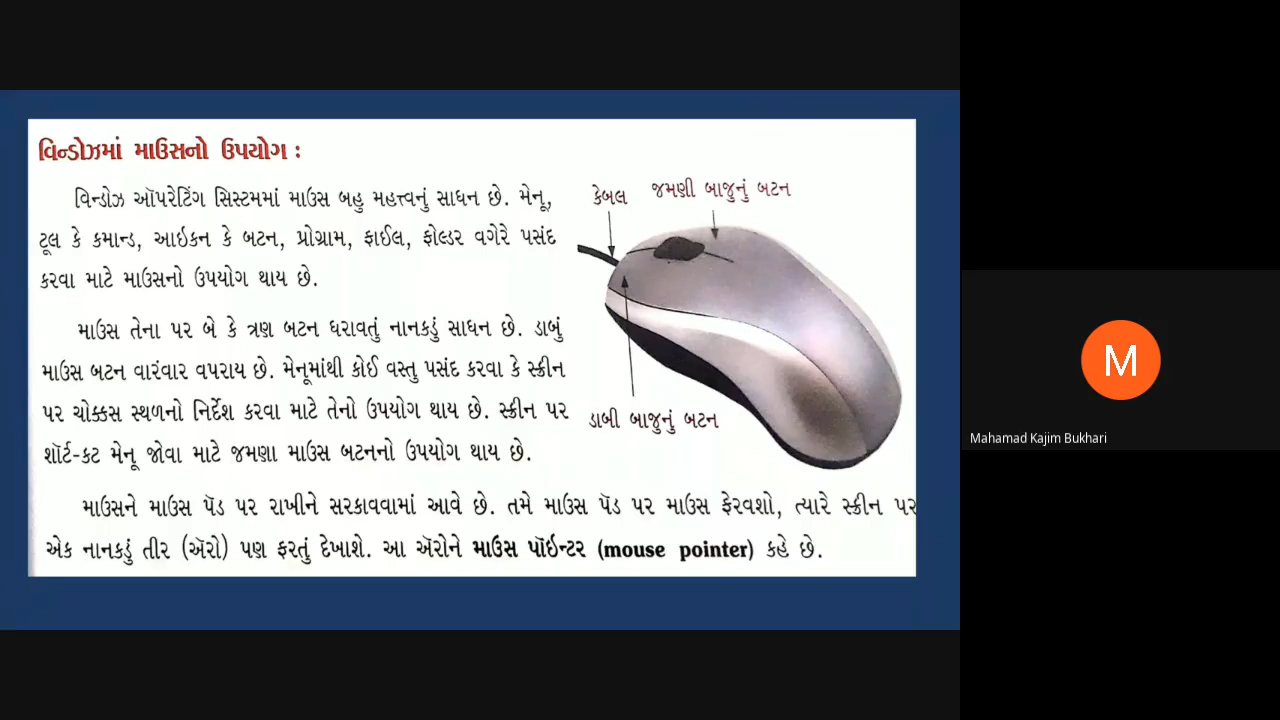 વિન્ડોઝમાં માઉસનો ઉપયોગ :
વિન્ડોઝ ઑપરેટિંગ સિસ્ટમમાં માઉસ બહુ મહત્ત્વનું સાધન છે. મેનૂ,
ટૂલ કે કમાન્ડ, આઇકન કે બટન, પ્રોગ્રામ, ફાઈલ, ફોલ્ડર વગેરે પસંદ
કરવા માટે માઉસનો ઉપયોગ થાય છે.
માઉસ તેના પર બે કે ત્રણ બટન ધરાવતું નાનકડું સાધન છે. ડાબું
માઉસ બટન વારંવાર વપરાય છે. મેનૂમાંથી કોઈ વસ્તુ પસંદ કરવા કે સ્ક્રીન
પર ચોક્કસ સ્થળનો નિર્દેશ કરવા માટે તેનો ઉપયોગ થાય છે. સ્ક્રીન પર
શૉર્ટ-કટ મેનૂ જોવા માટે જમણા માઉસ બટનનો ઉપયોગ થાય છે.
કેબલ
જમણી બાજુનું બટન
ડાબી બાજુનું બટન
માઉસને માઉસ પૅડ પર રાખીને સરકાવવામાં આવે છે. તમે માઉસ પૅડ પર માઉસ ફેરવશો, ત્યારે સ્ક્રીન પર
એક નાનકડું તીર (ઍરો) પણ ફરતું દેખાશે. આ ઍરોને માઉસ પૉઇન્ટર (mouse pointer) કહે છે.
M
Mahamad Kajim Bukhari